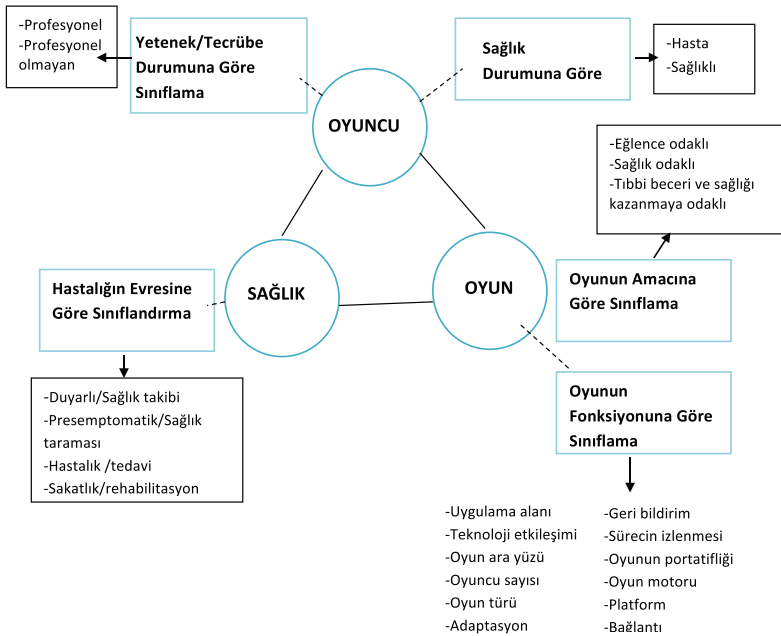 -Profesyonel
-Profesyonel
olmayan
Yetenek/Tecrübe
Durumuna Göre
Sınıflama
Sağlık
Durumuna Göre
-Hasta
-Sağlıklı
OYUNCU
-Eğlence odaklı
-Sağlık odaklı
-Tıbbi beceri ve sağlığı
kazanmaya odaklı
Hastalığın Evresine
Göre Sınıflandırma
SAĞLIK
OYUN
Oyunun Amacına
Göre Sınıflama
-Duyarlı/Sağlık takibi
-Presemptomatik/Sağlık
taraması
-Hastalık /tedavi
-Sakatlık/rehabilitasyon
Oyunun
Fonksiyonuna Göre
Sınıflama
-Uygulama alanı
-Teknoloji etkileşimi
-Oyun ara yüzü
-Oyuncu sayısı
-Oyun türü
-Adaptasyon
-Geri bildirim
-Sürecin izlenmesi
-Oyunun portatifliği
-Oyun motoru
-Platform
-Bağlantı